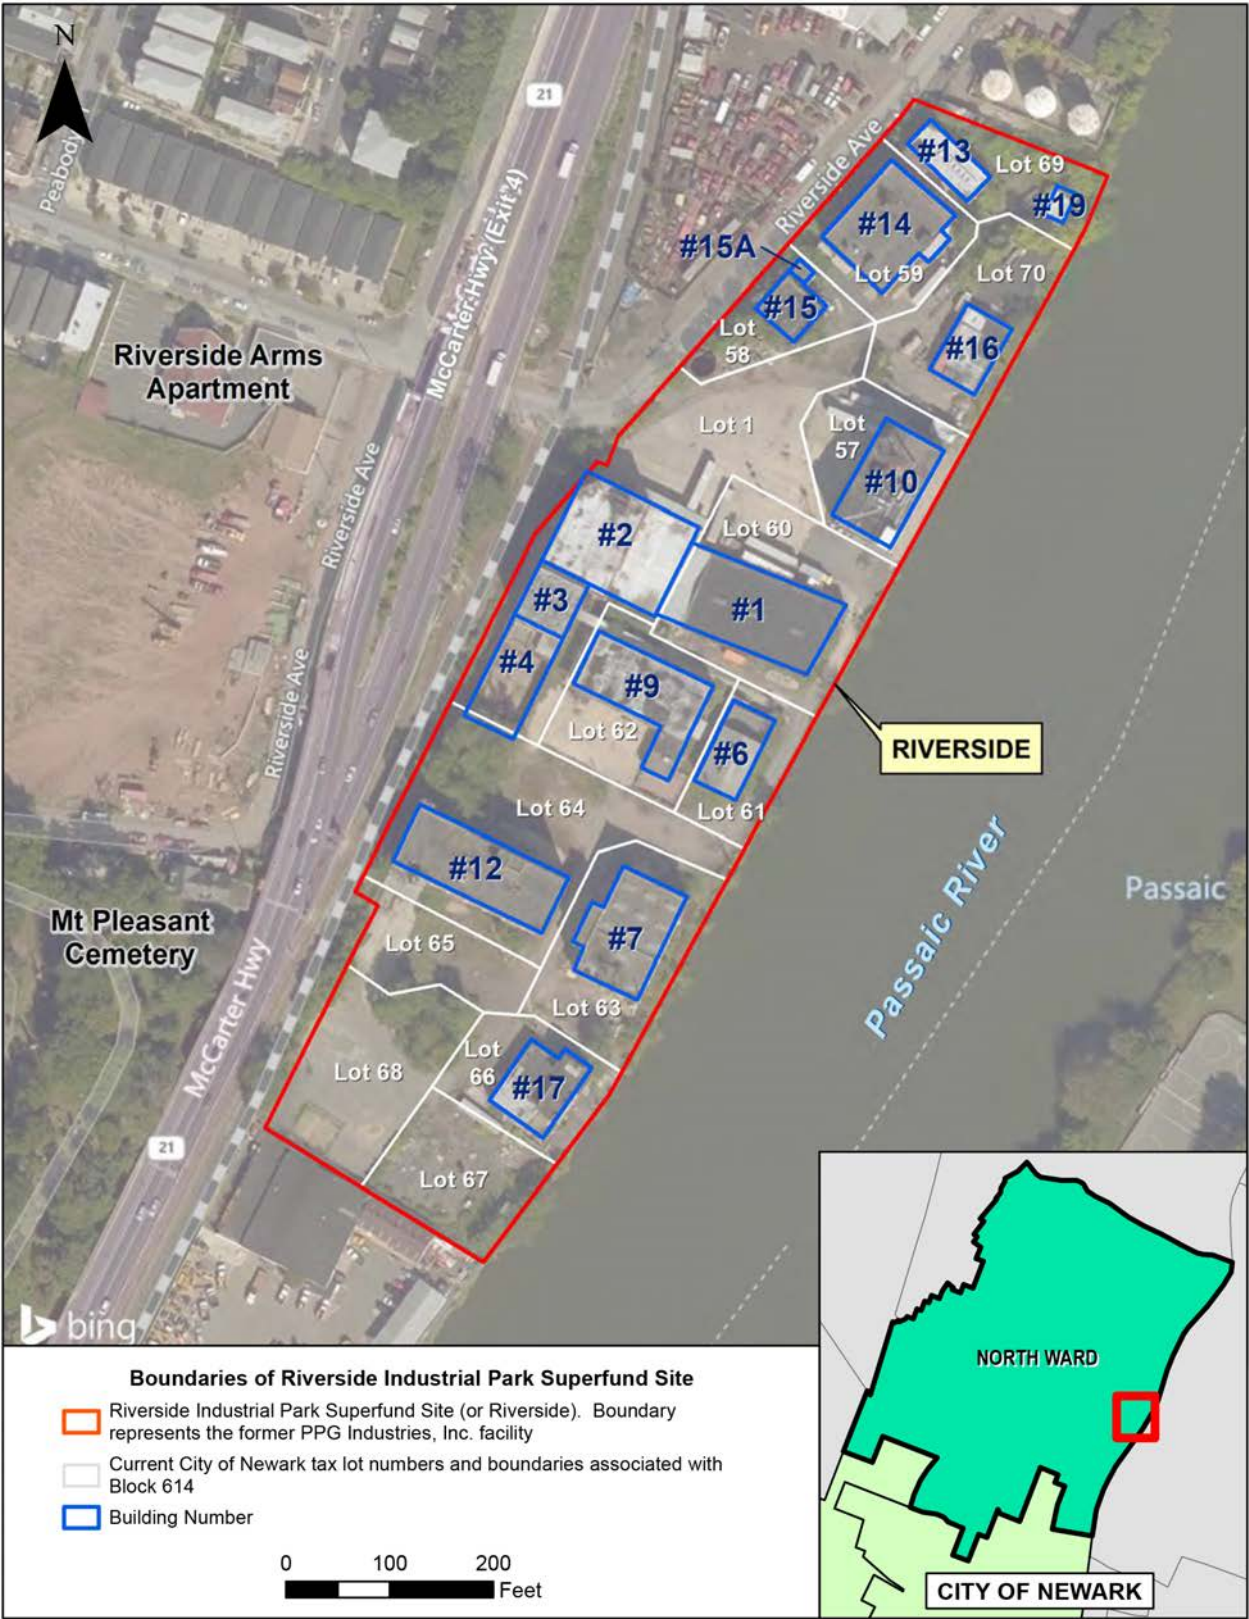 N
21
Peabody
McCarter Hwy (Exit 4)
Riverside Ave
#13
Lot 69
#19
#14
#15A
Lot 59
Lot 70
#15
Lot
58
#16
Riverside Arms
Apartment
Lot 1
Lot
57
#10
Riverside Ave
#2
Lot 60
#3
#1
#4
#9
Lot 62
#6
RIVERSIDE
Riverside Ave
Lot 64
Lot 61
#12
Passaic River
Passaic
Mt Pleasant
Cemetery
Lot 65
#7
McCarter Hwy
Lot 63
Lot 68
Lot
66
#17
21
Lot 67
bing
NORTH WARD
CITY OF NEWARK
Boundaries of Riverside Industrial Park Superfund Site
Riverside Industrial Park Superfund Site (or Riverside). Boundary
represents the former PPG Industries, Inc. facility
Current City of Newark tax lot numbers and boundaries associated with
Block 614
Building Number
0 100 200
Feet